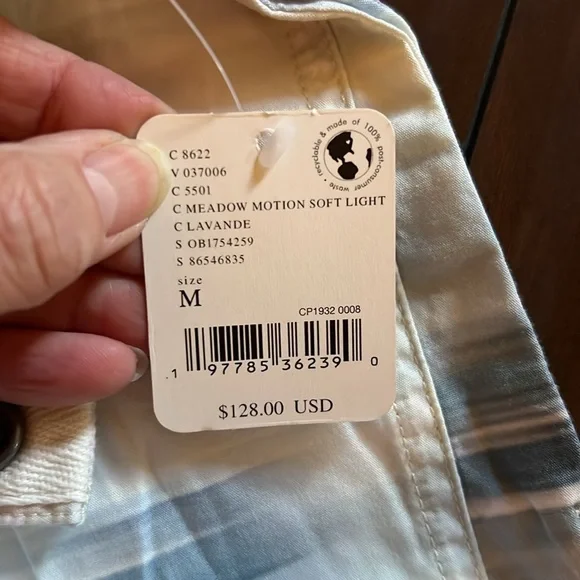 recyclable & made of 100% post-consumer waste •
C 8622
V 037006
C 5501
C MEADOW MOTION SOFT LIGHT
C LAVANDE
S OB1754259
S 86546835
size
M
CP1932 0008
1 97785 36239 0
$128.00 USD